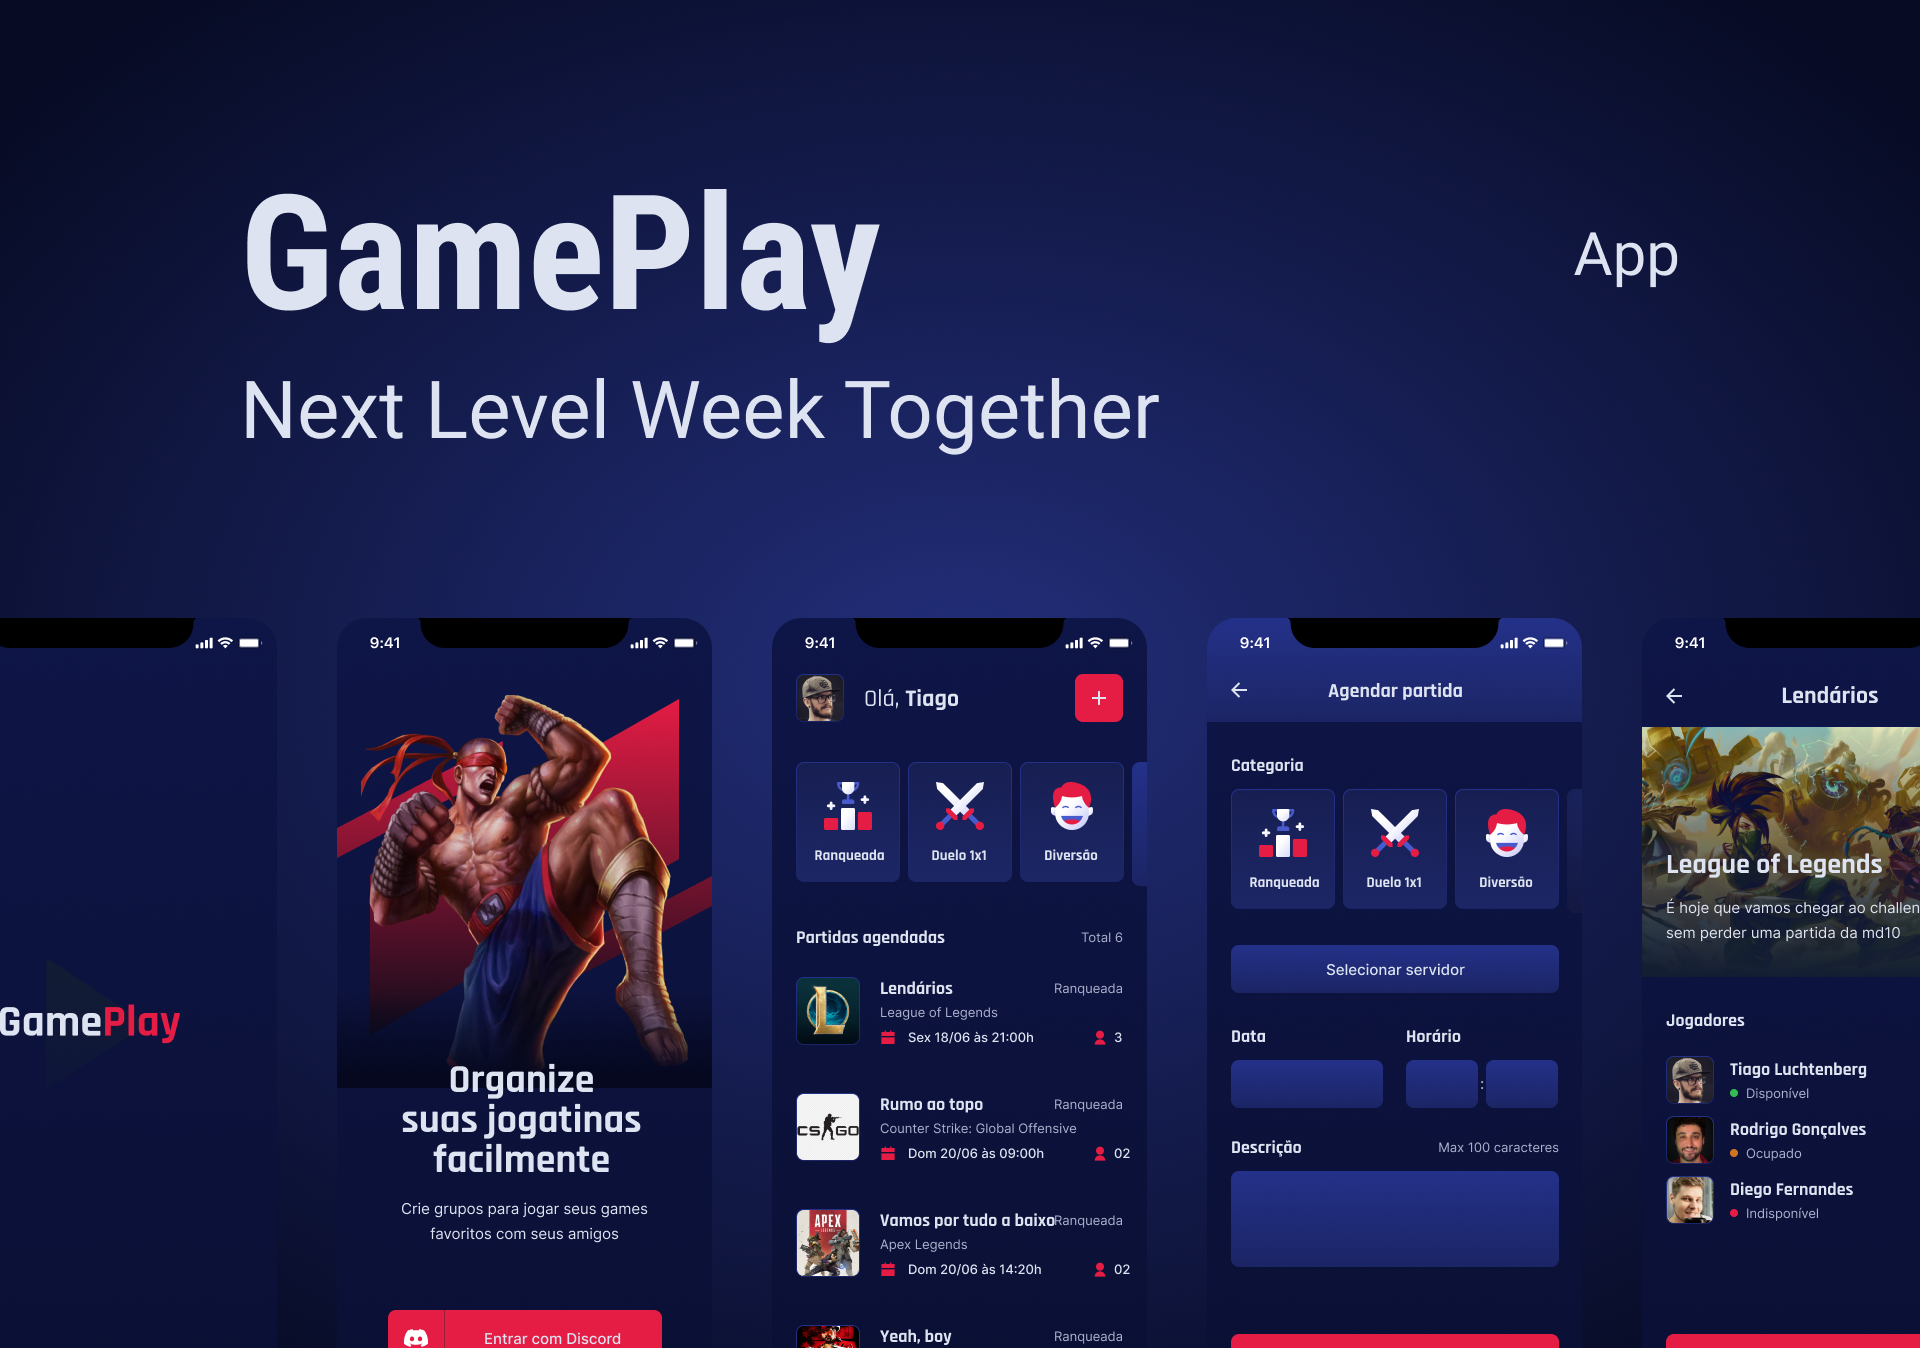 GamePlay
App
Next Level Week Together
GamePlay
9:41
Organize
suas jogatinas
facilmente
Crie grupos para jogar seus games
favoritos com seus amigos
Entrar com Discord
9:41
Olá, Tiago
+
Ranqueada
Duelo 1x1
Diversão
Partidas agendadas
Total 6
Lendários
Ranqueada
League of Legends
Sex 18/06 às 21:00h
3
CS GO
Rumo ao topo
Ranqueada
Counter Strike: Global Offensive
Dom 20/06 às 09:00h
02
APEX
Vamos por tudo a baixo
Ranqueada
Apex Legends
Dom 20/06 às 14:20h
02
Yeah, boy
Ranqueada
9:41
Agendar partida
Categoria
Ranqueada
Duelo 1x1
Diversão
Selecionar servidor
Data
Horário
:
Descrição
Max 100 caracteres
9:41
Lendários
League of Legends
É hoje que vamos chegar ao challen
sem perder uma partida da md10
Jogadores
Tiago Luchtenberg
Disponível
Rodrigo Gonçalves
Ocupado
Diego Fernandes
Indisponível